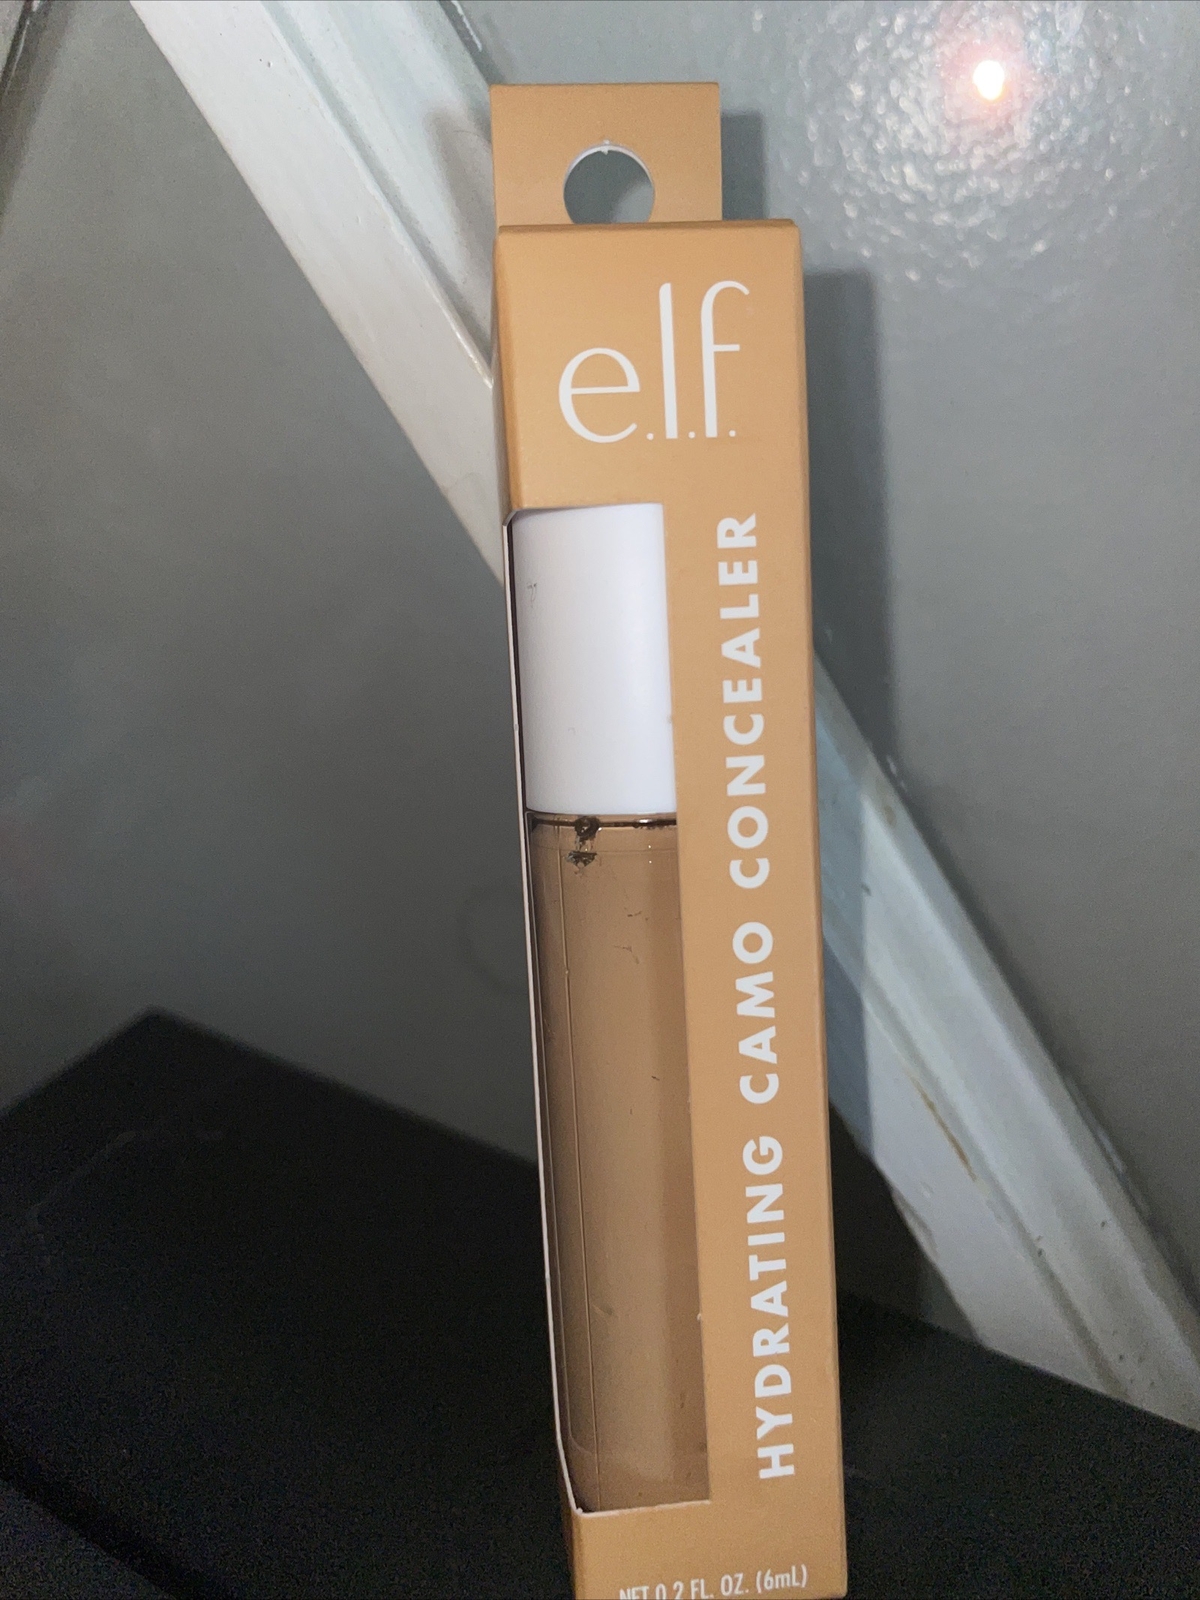 e.l.f.
HYDRATING CAMO CONCEALER
NET 0.2 FL. OZ. (6mL)